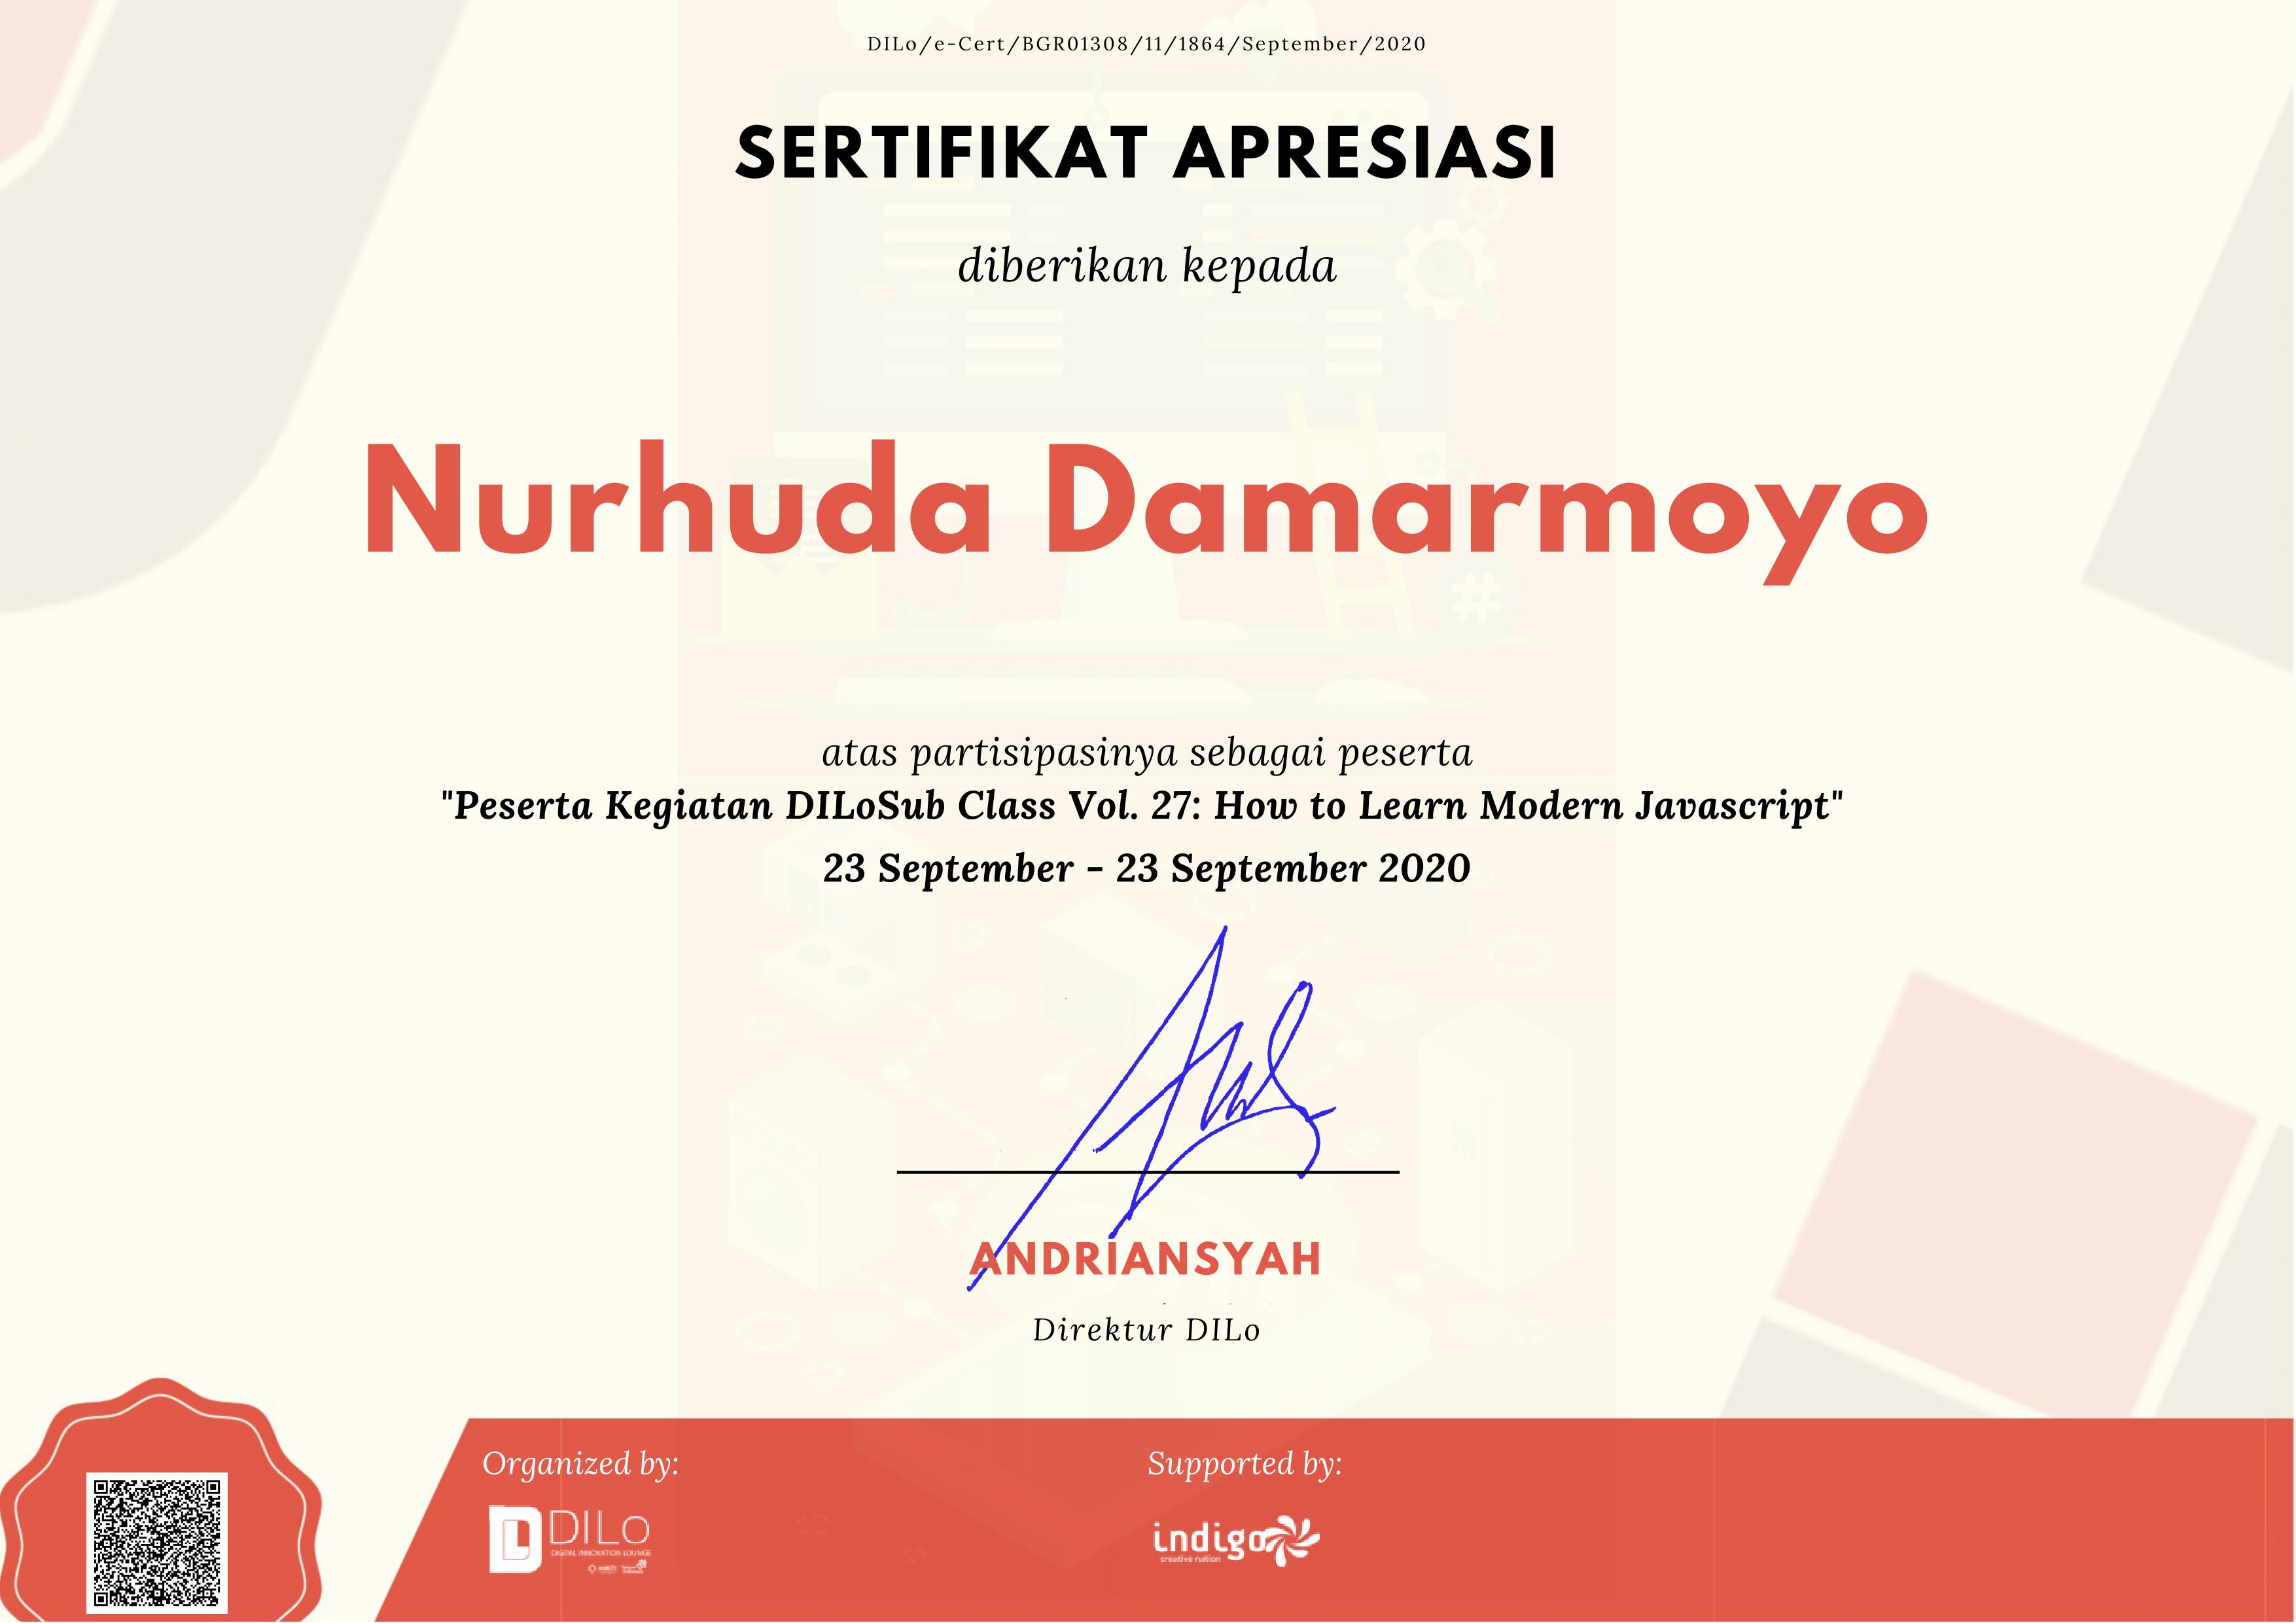 DILo/e-Cert/BGR01308/11/1864/September/2020
SERTIFIKAT APRESIASI
diberikan kepada
Nurhuda Damarmoyo
atas partisipasinya sebagai peserta
"Peserta Kegiatan DILoSub Class Vol. 27: How to Learn Modern Javascript"
23 September - 23 September 2020
ANDRIANSYAH
Direktur DILo
Organized by:
Supported by:
DILo
DIGITAL INNOVATION LOUNGE
indigo
creative nation